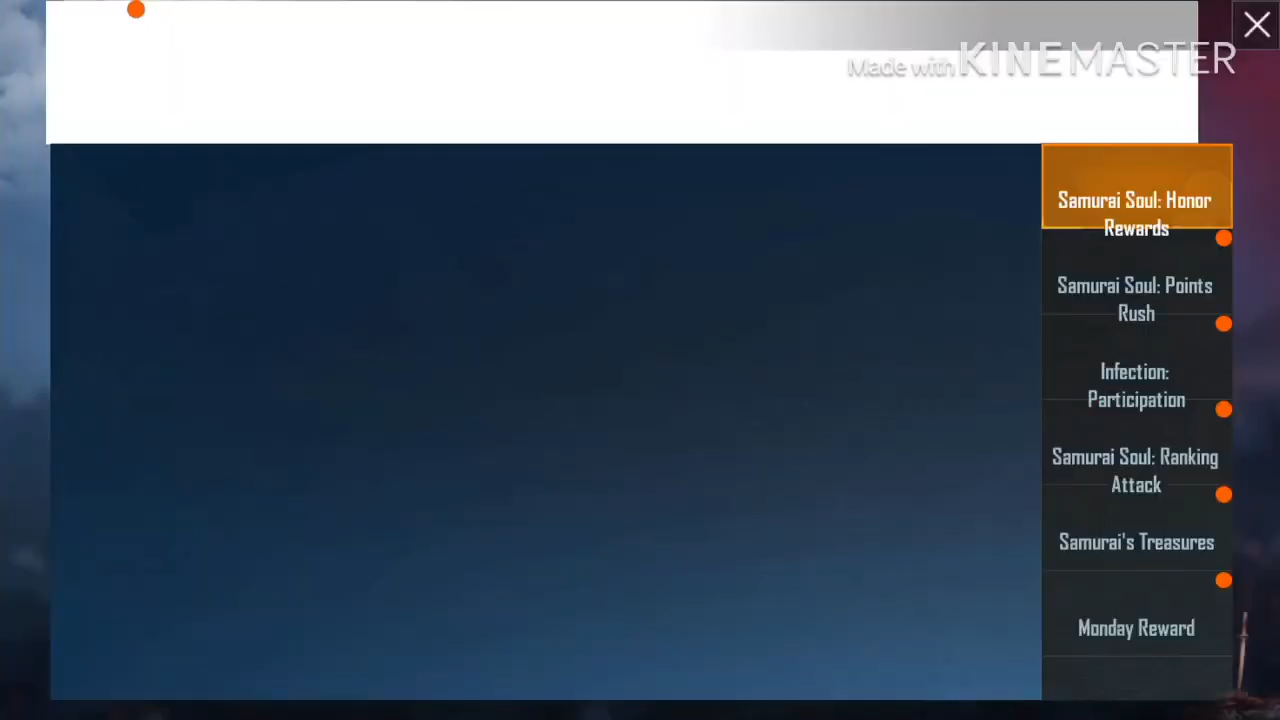 Made with KINEMASTER
Samurai Soul: Honor
Rewards
Samurai Soul: Points
Rush
Infection:
Participation
Samurai Soul: Ranking
Attack
Samurai's Treasures
Monday Reward